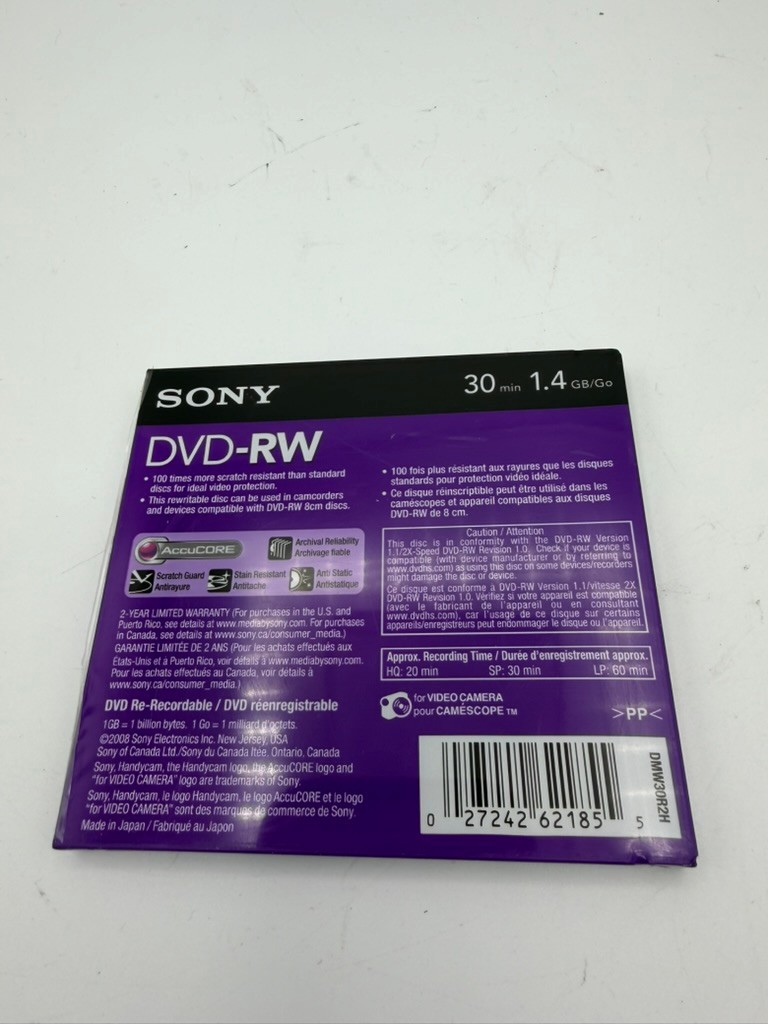 SONY
30 min 1.4 GB/Go
DVD-RW
• 100 times more scratch resistant than standard
discs for ideal video protection.
• This rewritable disc can be used in camcorders
and devices compatible with DVD-RW 8cm discs.
• 100 fois plus résistant aux rayures que les disques
standards pour protection vidéo idéale.
• Ce disque réinscriptible peut être utilisé dans les
caméscopes et appareil compatibles aux disques
DVD-RW de 8 cm.
AccuCORE
Archival Reliability
Archivage fiable
Scratch Guard
Antirayure
Stain Resistant
Antitache
Anti Static
Antistatique
Caution / Attention
This disc is in conformity with the DVD-RW Version
1.1/2X-Speed DVD-RW Revision 1.0. Check if your device is
compatible (with device manufacturer or by referring to
www.dvdhs.com) as using this disc on some devices/recorders
might damage the disc or device.
Ce disque est conforme à DVD-RW Version 1.1/vitesse 2X
DVD-RW Revision 1.0. Vérifiez si votre appareil est compatible
(avec le fabricant de l'appareil ou en consultant
www.dvdhs.com), car l'usage de ce disque sur certains
appareils/enregistreurs peut endommager le disque ou l'appareil.
2-YEAR LIMITED WARRANTY (For purchases in the U.S. and
Puerto Rico, see details at www.mediabysony.com. For purchases
in Canada, see details at www.sony.ca/consumer_media.)
GARANTIE LIMITÉE DE 2 ANS (Pour les achats effectués aux
États-Unis et à Puerto Rico, voir détails à www.mediabysony.com.
Pour les achats effectués au Canada, voir détails à
www.sony.ca/consumer_media.)
Approx. Recording Time / Durée d'enregistrement approx.
HQ: 20 min SP: 30 min LP: 60 min
DVD Re-Recordable / DVD réenregistrable
for VIDEO CAMERA
pour CAMÉSCOPE TM
>PP<
1GB = 1 billion bytes. 1 Go = 1 milliard d'octets.
©2008 Sony Electronics Inc. New Jersey, USA
Sony of Canada Ltd./Sony du Canada ltée. Ontario, Canada
Sony, Handycam, the Handycam logo, the AccuCORE logo and
"for VIDEO CAMERA" logo are trademarks of Sony.
Sony, Handycam, le logo Handycam, le logo AccuCORE et le logo
"for VIDEO CAMERA" sont des marques de commerce de Sony.
Made in Japan / Fabriqué au Japon
0 27242 62185 5
DMW30R2H